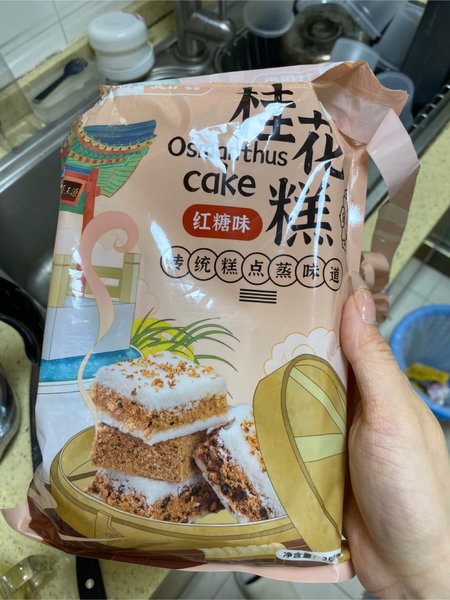 桂花糕
Osmanthus
cake
红糖味
传统糕点蒸味道
净含量: